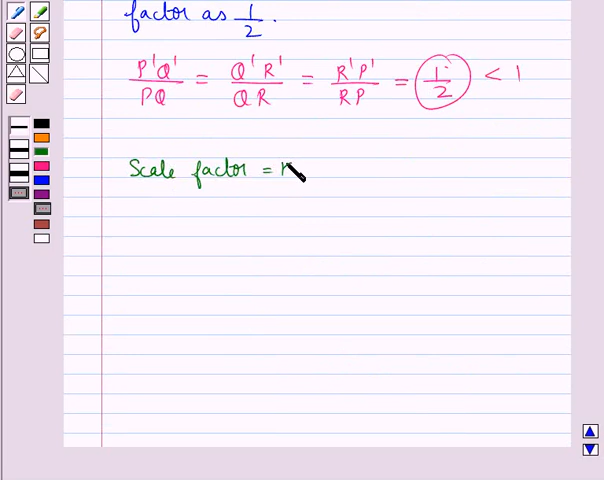 factor as 1/2.
P'Q'/PQ = Q'R'/QR = R'P'/RP = 1/2 < 1
Scale factor =